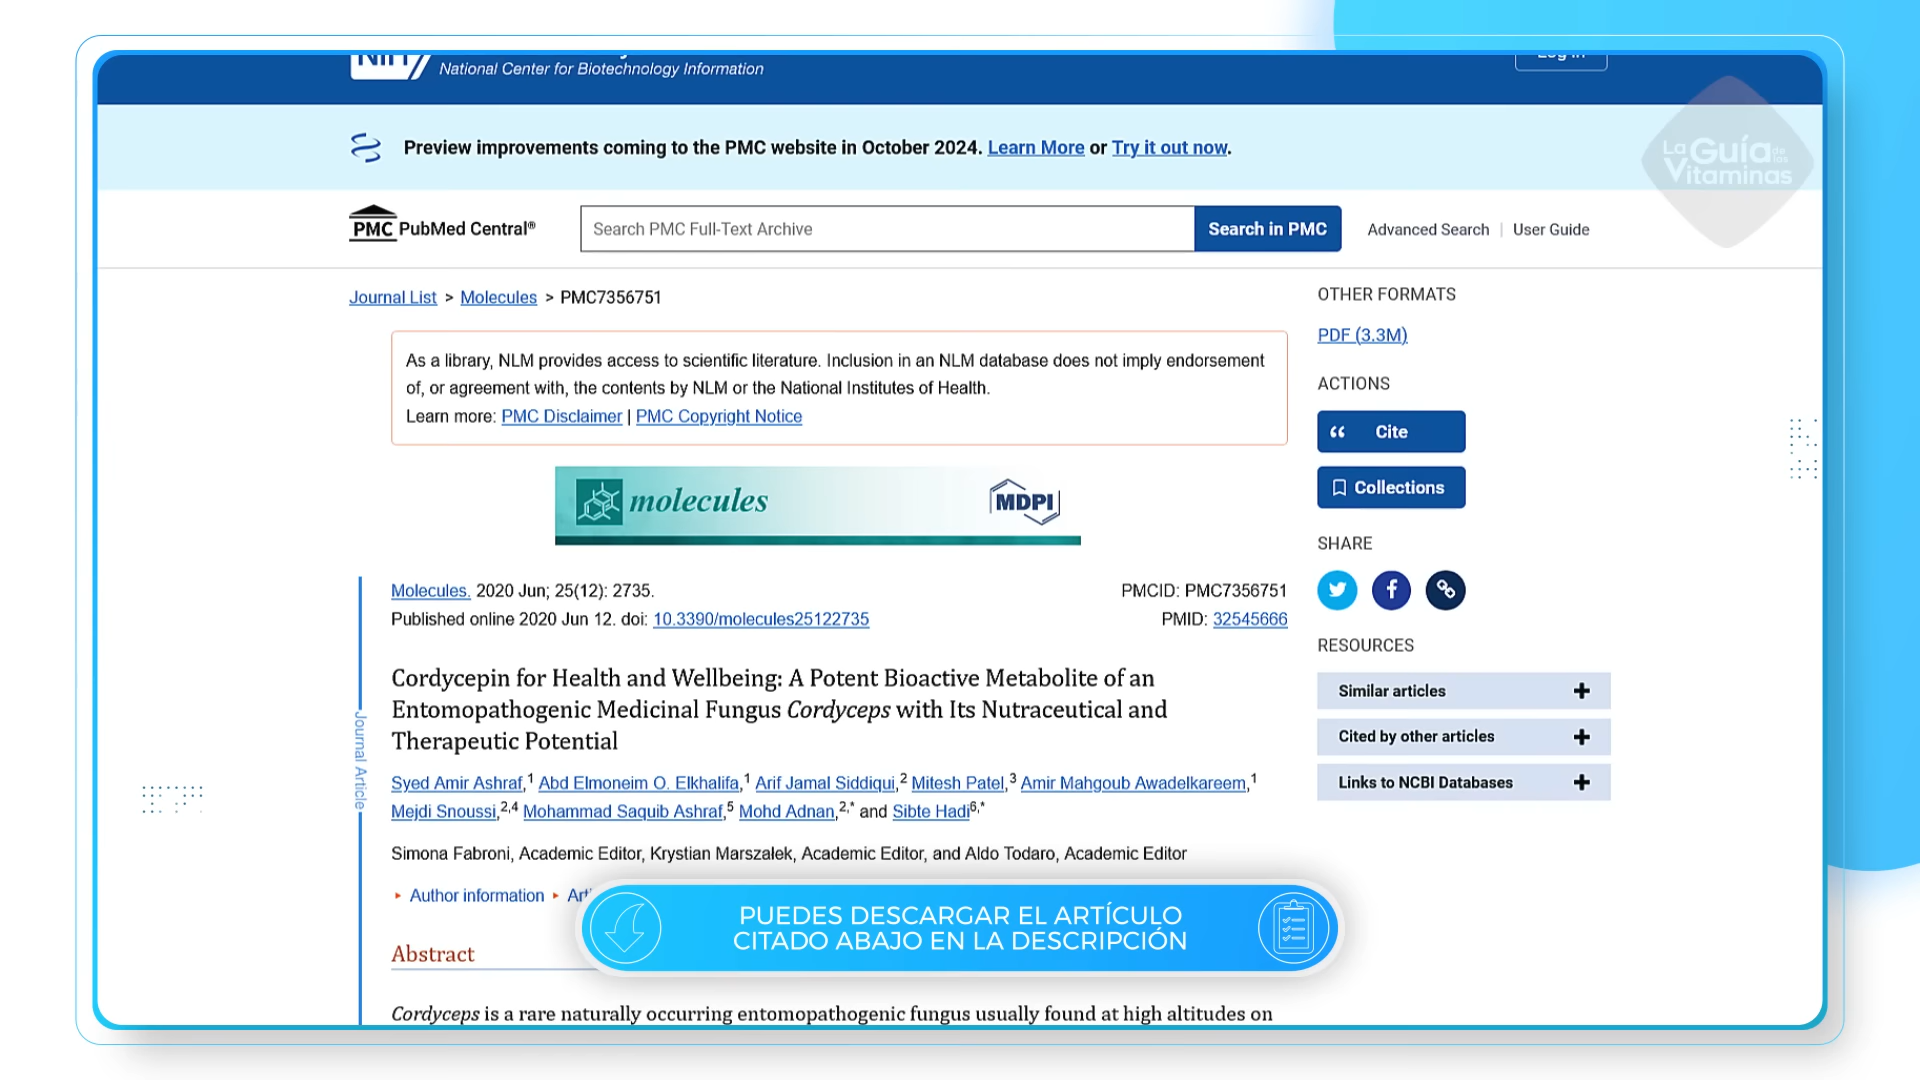 National Center for Biotechnology Information
Preview improvements coming to the PMC website in October 2024. Learn More or Try it out now.
La Guía de las Vitaminas
PMC PubMed Central®
Search PMC Full-Text Archive
Search in PMC
Advanced Search | User Guide
Journal List > Molecules > PMC7356751
As a library, NLM provides access to scientific literature. Inclusion in an NLM database does not imply endorsement
of, or agreement with, the contents by NLM or the National Institutes of Health.
Learn more: PMC Disclaimer | PMC Copyright Notice
molecules
MDPI
Molecules. 2020 Jun; 25(12): 2735.
PMCID: PMC7356751
Published online 2020 Jun 12. doi: 10.3390/molecules25122735
PMID: 32545666
Journal Article
Cordycepin for Health and Wellbeing: A Potent Bioactive Metabolite of an
Entomopathogenic Medicinal Fungus Cordyceps with Its Nutraceutical and
Therapeutic Potential
Syed Amir Ashraf,1 Abd Elmoneim O. Elkhalifa,1 Arif Jamal Siddiqui,2 Mitesh Patel,3 Amir Mahgoub Awadelkareem,1
Mejdi Snoussi,2,4 Mohammad Saquib Ashraf,5 Mohd Adnan,2,* and Sibte Hadi6,*
Simona Fabroni, Academic Editor, Krystian Marszałek, Academic Editor, and Aldo Todaro, Academic Editor
Author information
Abstract
Cordyceps is a rare naturally occurring entomopathogenic fungus usually found at high altitudes on
PUEDES DESCARGAR EL ARTÍCULO
CITADO ABAJO EN LA DESCRIPCIÓN
OTHER FORMATS
PDF (3.3M)
ACTIONS
Cite
Collections
SHARE
RESOURCES
Similar articles
Cited by other articles
Links to NCBI Databases